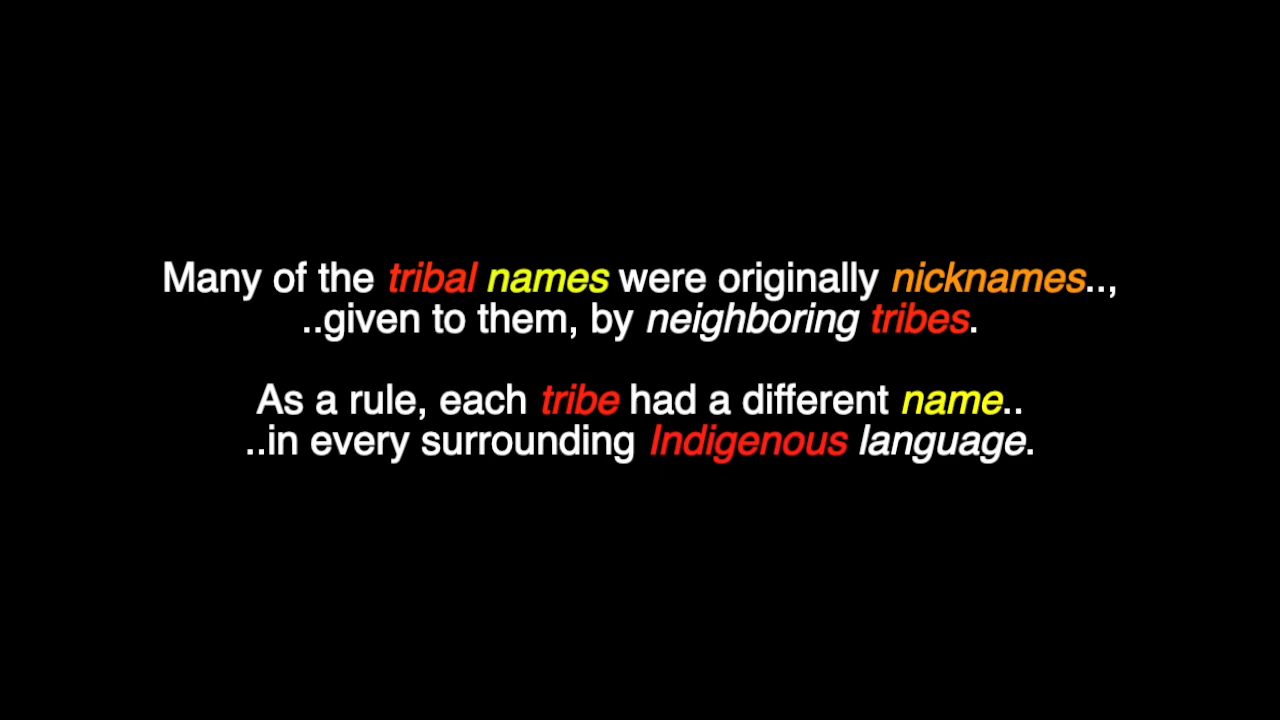 Many of the tribal names were originally nicknames..,
..given to them, by neighboring tribes.
As a rule, each tribe had a different name..
..in every surrounding Indigenous language.